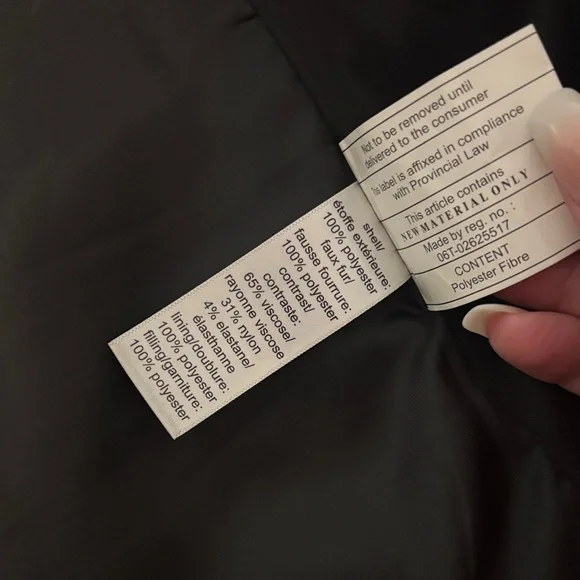 Not to be removed until
delivered to the consumer
This label is affixed in compliance
with Provincial Law
This article contains
NEW MATERIAL ONLY
Made by reg. no. :
06T-02625517
CONTENT
Polyester Fibre
shell/
étoffe extérieure:
100% polyester
faux fur/
fausse fourrure:
100% polyester
contrast/
contraste:
65% viscose/
rayonne viscose
31% nylon
4% elastane/
élasthanne
lining/doublure:
100% polyester
filling/garniture:
100% polyester